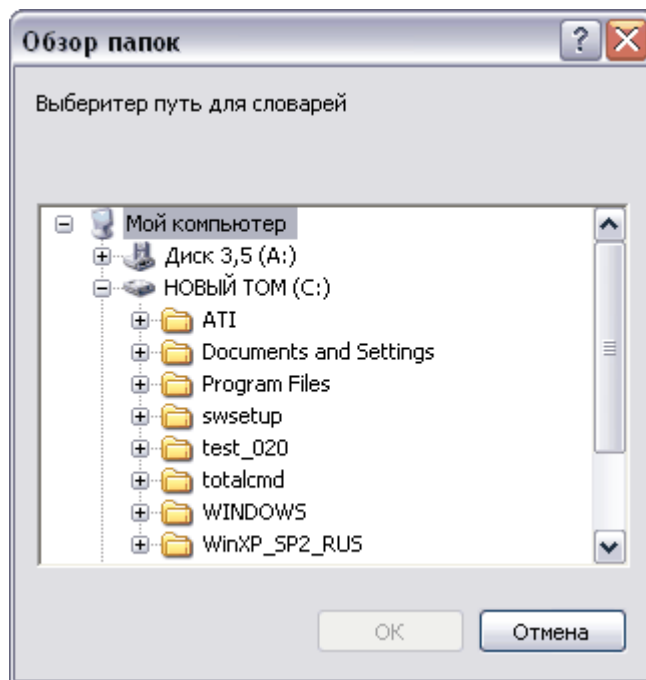 Обзор папок
Выберитер путь для словарей
Мой компьютер
Диск 3,5 (A:)
НОВЫЙ ТОМ (C:)
ATI
Documents and Settings
Program Files
swsetup
test_020
totalcmd
WINDOWS
WinXP_SP2_RUS
OK
Отмена